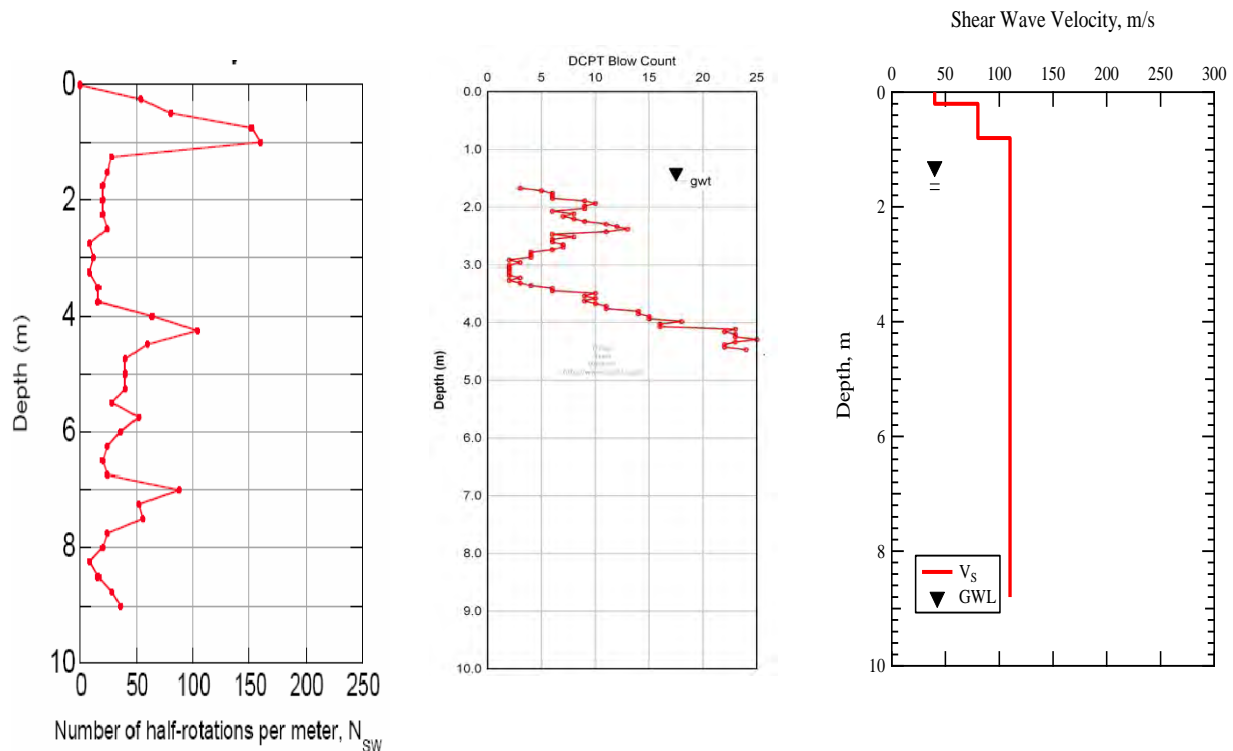 0
2
4
6
8
10
Depth (m)
0 50 100 150 200 250
Number of half-rotations per meter, N_SW
DCPT Blow Count
0 5 10 15 20 25
0.0
1.0
2.0
3.0
4.0
5.0
6.0
7.0
8.0
9.0
10.0
Depth (m)
gwt
Shear Wave Velocity, m/s
0 50 100 150 200 250 300
0
2
4
6
8
10
Depth, m
V_S
GWL